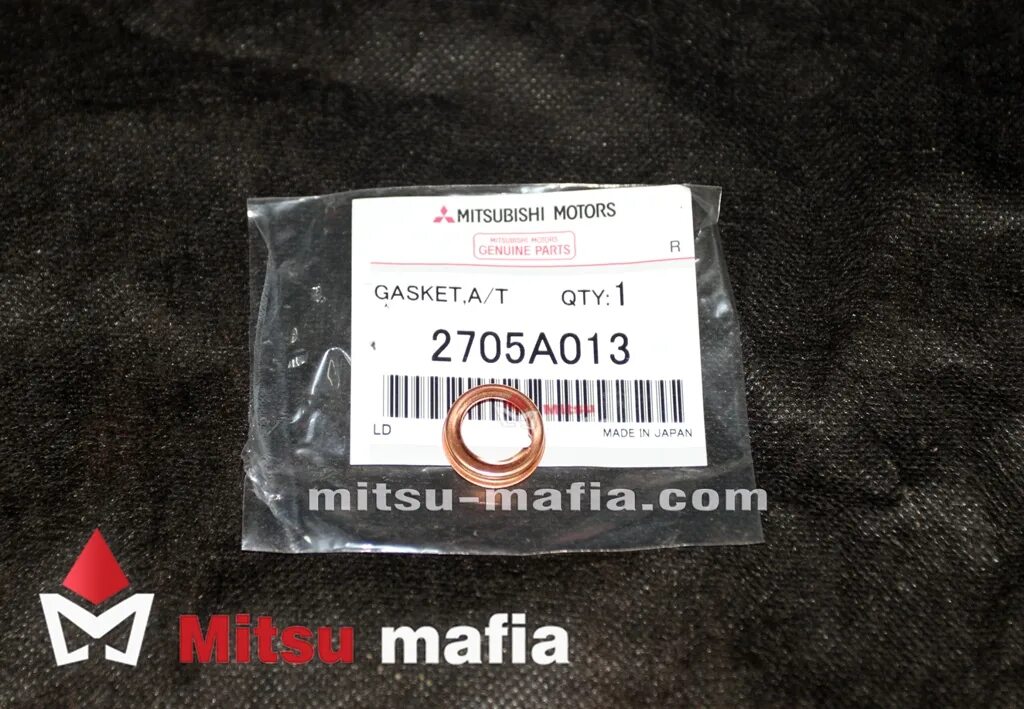 MITSUBISHI MOTORS
MITSUBISHI MOTORS
GENUINE PARTS
R
GASKET,A/T QTY:1
2705A013
Mitsu
LD MADE IN JAPAN
mitsu-mafia.com
Mitsu mafia